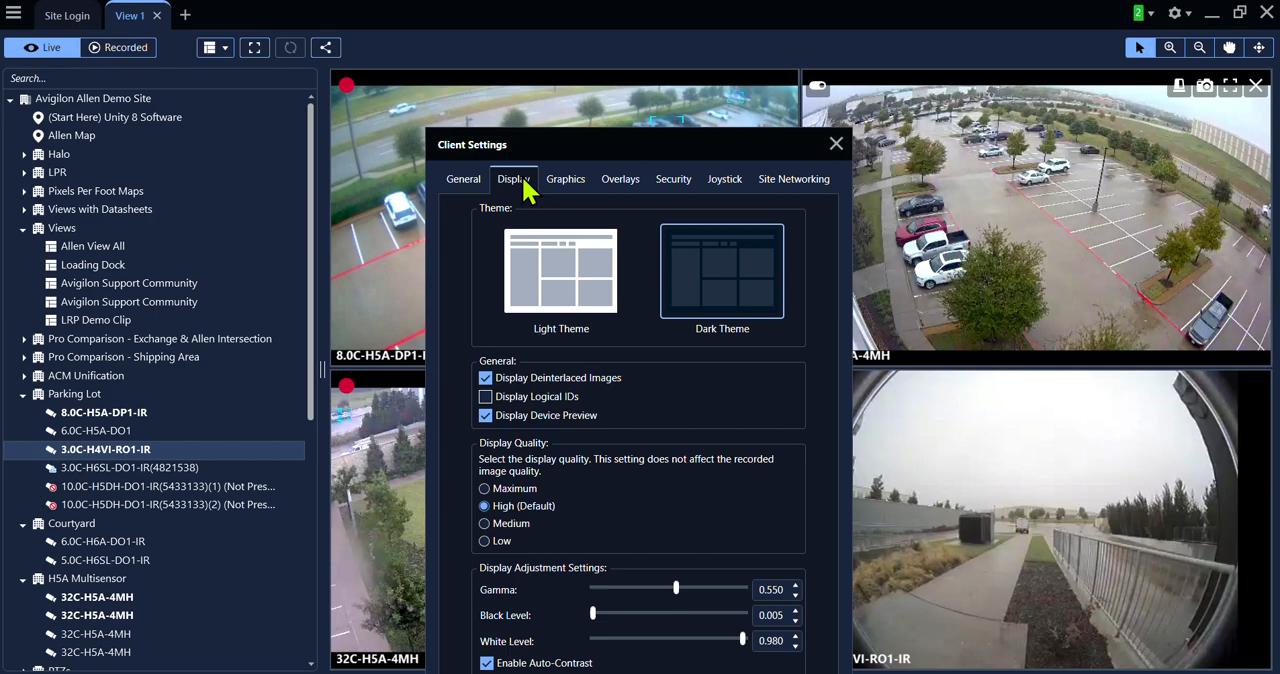 Site Login
View 1
2
Live
Recorded
Search...
Avigilon Allen Demo Site
(Start Here) Unity 8 Software
Allen Map
Halo
LPR
Pixels Per Foot Maps
Views with Datasheets
Views
Allen View All
Loading Dock
Avigilon Support Community
Avigilon Support Community
LRP Demo Clip
Pro Comparison - Exchange & Allen Intersection
Pro Comparison - Shipping Area
ACM Unification
Parking Lot
8.0C-H5A-DP1-IR
6.0C-H5A-DO1
3.0C-H4VI-RO1-IR
3.0C-H6SL-DO1-IR(4821538)
10.0C-H5DH-DO1-IR(5433133)(1) (Not Pres...
10.0C-H5DH-DO1-IR(5433133)(2) (Not Pres...
Courtyard
6.0C-H6A-DO1-IR
5.0C-H6SL-DO1-IR
H5A Multisensor
32C-H5A-4MH
32C-H5A-4MH
32C-H5A-4MH
32C-H5A-4MH
PTZs
8.0C-H5A-DP1-I
A-4MH
32C-H5A-4MH
VI-RO1-IR
Client Settings
General
Display
Graphics
Overlays
Security
Joystick
Site Networking
Theme:
Light Theme
Dark Theme
General:
Display Deinterlaced Images
Display Logical IDs
Display Device Preview
Display Quality:
Select the display quality. This setting does not affect the recorded
image quality.
Maximum
High (Default)
Medium
Low
Display Adjustment Settings:
Gamma:
0.550
Black Level:
0.005
White Level:
0.980
Enable Auto-Contrast